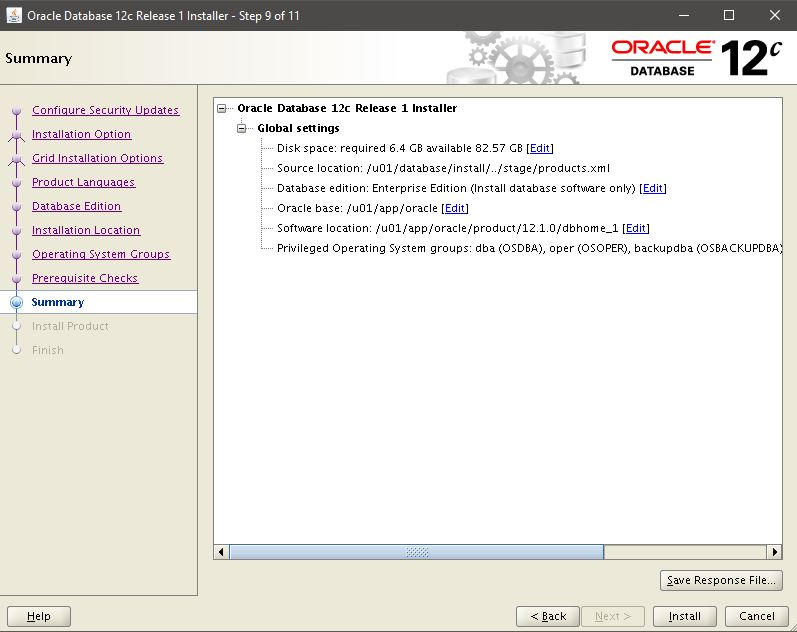 Oracle Database 12c Release 1 Installer - Step 9 of 11
Summary
ORACLE DATABASE 12c
Configure Security Updates
Installation Option
Grid Installation Options
Product Languages
Database Edition
Installation Location
Operating System Groups
Prerequisite Checks
Summary
Install Product
Finish
Oracle Database 12c Release 1 Installer
Global settings
Disk space: required 6.4 GB available 82.57 GB [Edit]
Source location: /u01/database/install/../stage/products.xml
Database edition: Enterprise Edition (Install database software only) [Edit]
Oracle base: /u01/app/oracle [Edit]
Software location: /u01/app/oracle/product/12.1.0/dbhome_1 [Edit]
Privileged Operating System groups: dba (OSDBA), oper (OSOPER), backupdba (OSBACKUPDBA)
Save Response File...
Help
< Back
Next >
Install
Cancel